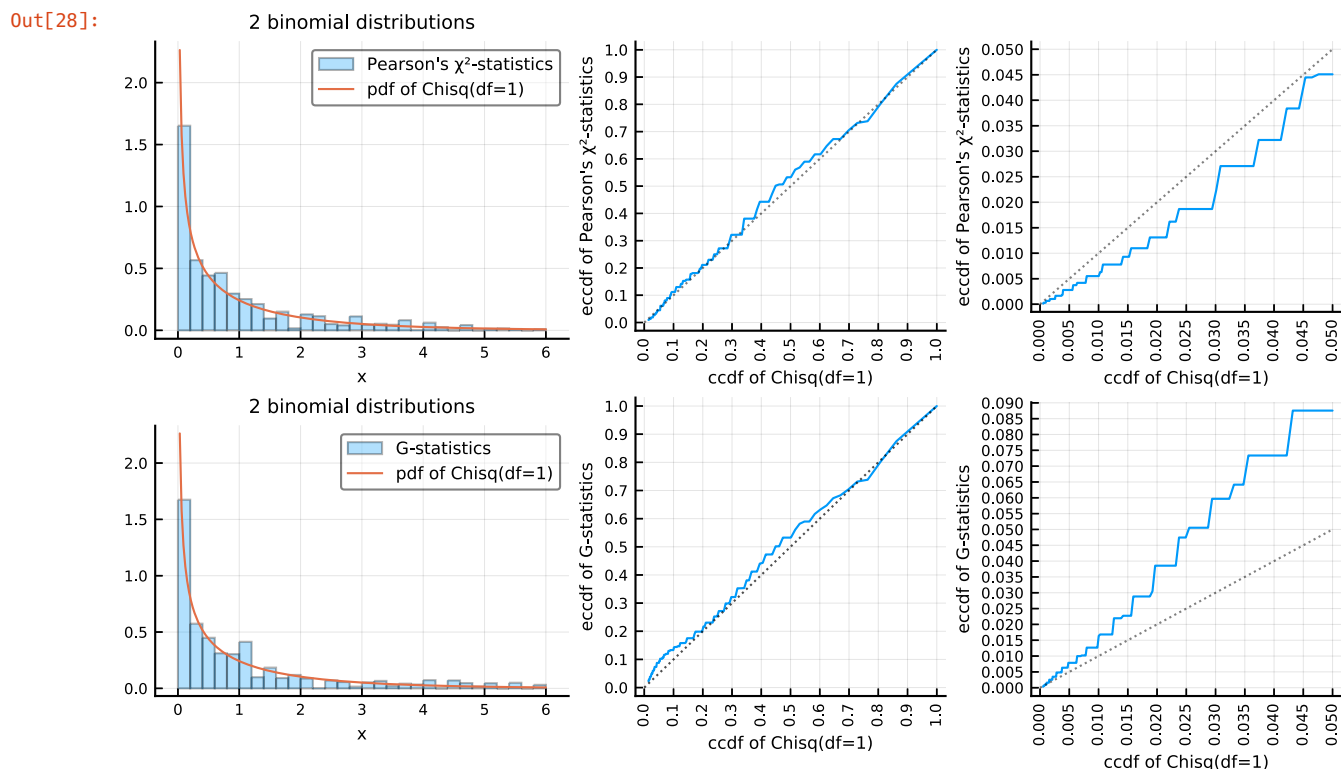 Out[28]:
2 binomial distributions
Pearson's χ²-statistics
pdf of Chisq(df=1)
2.0
1.5
1.0
0.5
0.0
0 1 2 3 4 5 6
x
eccdf of Pearson's χ²-statistics
1.0
0.9
0.8
0.7
0.6
0.5
0.4
0.3
0.2
0.1
0.0
0.0 0.1 0.2 0.3 0.4 0.5 0.6 0.7 0.8 0.9 1.0
ccdf of Chisq(df=1)
eccdf of Pearson's χ²-statistics
0.050
0.045
0.040
0.035
0.030
0.025
0.020
0.015
0.010
0.005
0.000
0.000 0.005 0.010 0.015 0.020 0.025 0.030 0.035 0.040 0.045 0.050
ccdf of Chisq(df=1)
2 binomial distributions
G-statistics
pdf of Chisq(df=1)
2.0
1.5
1.0
0.5
0.0
0 1 2 3 4 5 6
x
eccdf of G-statistics
1.0
0.9
0.8
0.7
0.6
0.5
0.4
0.3
0.2
0.1
0.0
0.0 0.1 0.2 0.3 0.4 0.5 0.6 0.7 0.8 0.9 1.0
ccdf of Chisq(df=1)
eccdf of G-statistics
0.090
0.085
0.080
0.075
0.070
0.065
0.060
0.055
0.050
0.045
0.040
0.035
0.030
0.025
0.020
0.015
0.010
0.005
0.000
0.000 0.005 0.010 0.015 0.020 0.025 0.030 0.035 0.040 0.045 0.050
ccdf of Chisq(df=1)